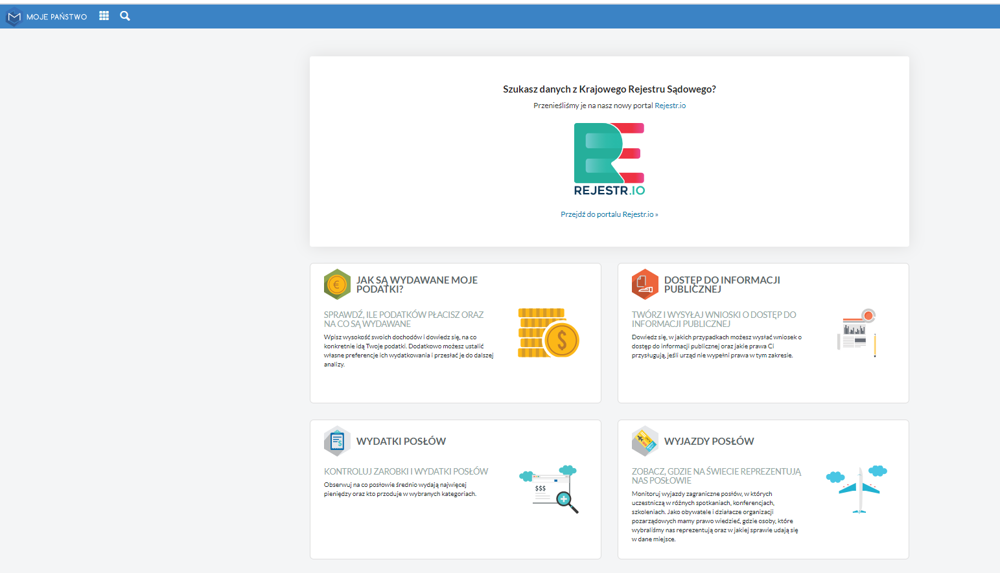 MOJE PAŃSTWO
Szukasz danych z Krajowego Rejestru Sądowego?
Przenieśliśmy je na nasz nowy portal Rejestr.io
REJESTR.IO
Przejdź do portalu Rejestr.io »
JAK SĄ WYDAWANE MOJE
PODATKI?
SPRAWDŹ, ILE PODATKÓW PŁACISZ ORAZ
NA CO SĄ WYDAWANE
Wpisz wysokość swoich dochodów i dowiedz się, na co
konkretnie idą Twoje podatki. Dodatkowo możesz ustalić
własne preferencje ich wydatkowania i przesłać je do dalszej
analizy.
DOSTĘP DO INFORMACJI
PUBLICZNEJ
TWÓRZ I WYSYŁAJ WNIOSKI O DOSTĘP DO
INFORMACJI PUBLICZNEJ
Dowiedz się, w jakich przypadkach możesz wysłać wniosek o
dostęp do informacji publicznej oraz jakie prawa Ci
przysługują, jeśli urząd nie wypełni prawa w tym zakresie.
WYDATKI POSŁÓW
KONTROLUJ ZAROBKI I WYDATKI POSŁÓW
Obserwuj na co posłowie średnio wydają najwięcej
pieniędzy oraz kto przoduje w wybranych kategoriach.
$$$
WYJAZDY POSŁÓW
ZOBACZ, GDZIE NA ŚWIECIE REPREZENTUJĄ
NAS POSŁOWIE
Monitoruj wyjazdy zagraniczne posłów, w których
uczestniczą w różnych spotkaniach, konferencjach,
szkoleniach. Jako obywatele i działacze organizacji
pozarządowych mamy prawo wiedzieć, gdzie osoby, które
wybraliśmy nas reprezentują oraz w jakiej sprawie udają się
w dane miejsce.